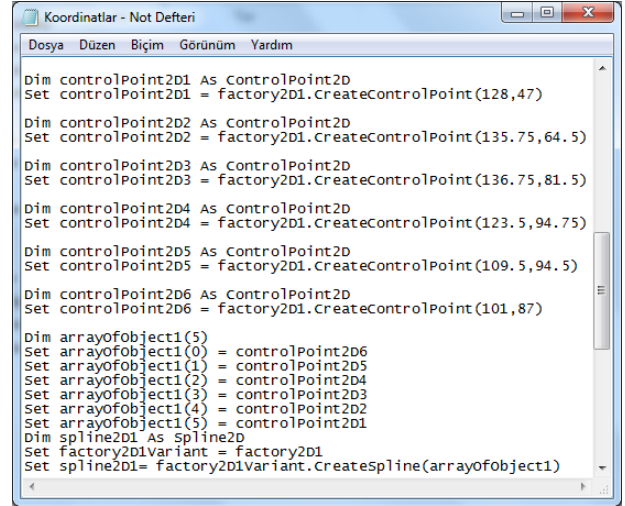 Koordinatlar - Not Defteri
Dosya Düzen Biçim Görünüm Yardım
Dim controlPoint2D1 As ControlPoint2D
Set controlPoint2D1 = factory2D1.CreateControlPoint(128,47)
Dim controlPoint2D2 As ControlPoint2D
Set controlPoint2D2 = factory2D1.CreateControlPoint(135.75,64.5)
Dim controlPoint2D3 As ControlPoint2D
Set controlPoint2D3 = factory2D1.CreateControlPoint(136.75,81.5)
Dim controlPoint2D4 As ControlPoint2D
Set controlPoint2D4 = factory2D1.CreateControlPoint(123.5,94.75)
Dim controlPoint2D5 As ControlPoint2D
Set controlPoint2D5 = factory2D1.CreateControlPoint(109.5,94.5)
Dim controlPoint2D6 As ControlPoint2D
Set controlPoint2D6 = factory2D1.CreateControlPoint(101,87)
Dim arrayOfObject1(5)
Set arrayOfObject1(0) = controlPoint2D6
Set arrayOfObject1(1) = controlPoint2D5
Set arrayOfObject1(2) = controlPoint2D4
Set arrayOfObject1(3) = controlPoint2D3
Set arrayOfObject1(4) = controlPoint2D2
Set arrayOfObject1(5) = controlPoint2D1
Dim spline2D1 As Spline2D
Set factory2D1Variant = factory2D1
Set spline2D1= factory2D1Variant.CreateSpline(arrayOfObject1)